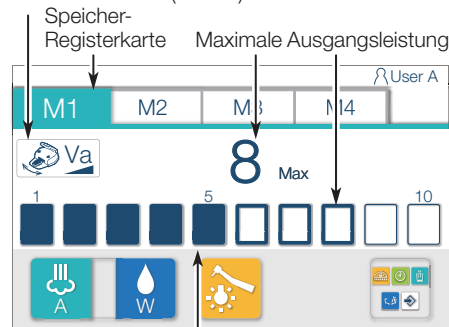 Speicher-
Registerkarte Maximale Ausgangsleistung
User A
M1 M2 M3 M4
Va
8 Max
1 5 10
A W